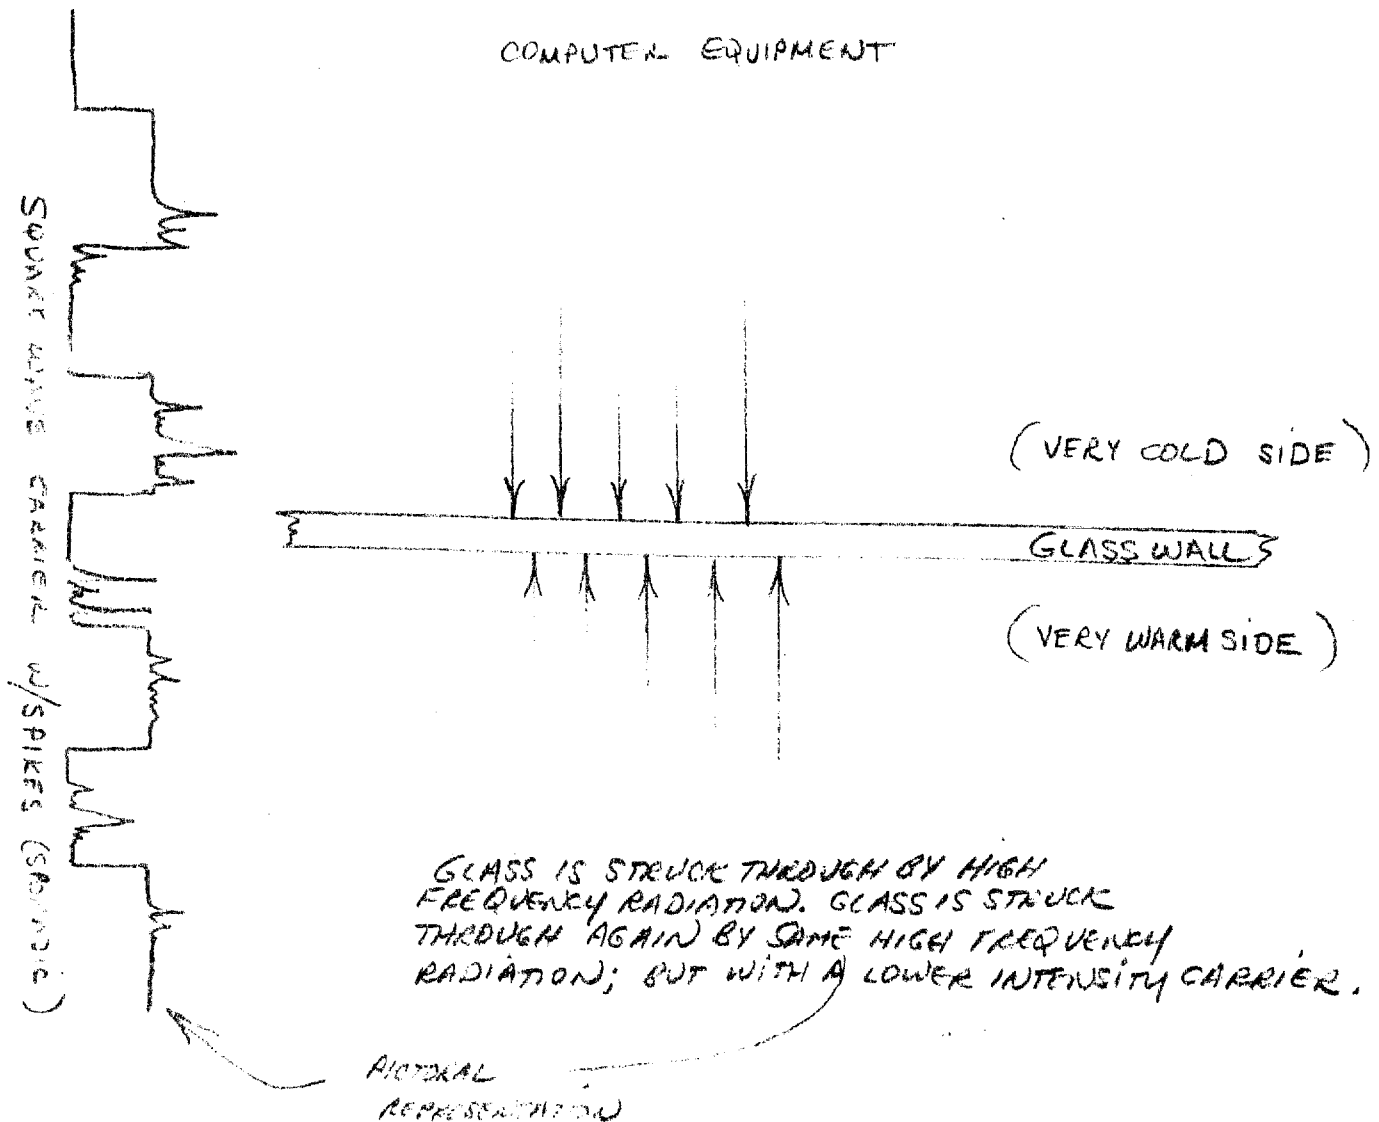 COMPUTER EQUIPMENT
SQUARE WAVE CARRIER W/SPIKES (SPORADIC)
(VERY COLD SIDE)
GLASS WALL
(VERY WARM SIDE)
GLASS IS STRUCK THROUGH BY HIGH
FREQUENCY RADIATION. GLASS IS STRUCK
THROUGH AGAIN BY SAME HIGH FREQUENCY
RADIATION; BUT WITH A LOWER INTENSITY CARRIER.
PICTORAL
REPRESENTATION